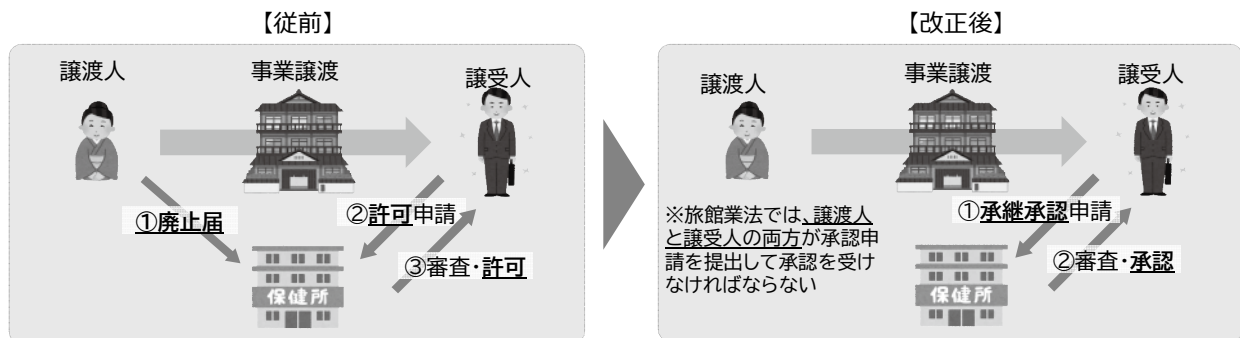 【従前】
譲渡人
事業譲渡
譲受人
①廃止届
②許可申請
③審査・許可
保健所
【改正後】
譲渡人
事業譲渡
譲受人
※旅館業法では、譲渡人
と譲受人の両方が承認申
請を提出して承認を受け
なければならない
①承継承認申請
②審査・承認
保健所